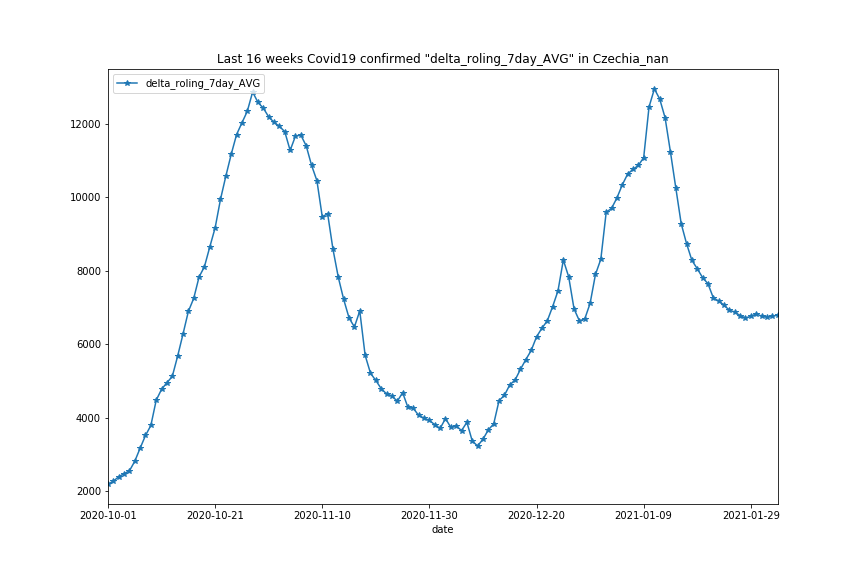 Last 16 weeks Covid19 confirmed "delta_roling_7day_AVG" in Czechia_nan
delta_roling_7day_AVG
12000
10000
8000
6000
4000
2000
2020-10-01 2020-10-21 2020-11-10 2020-11-30 2020-12-20 2021-01-09 2021-01-29
date